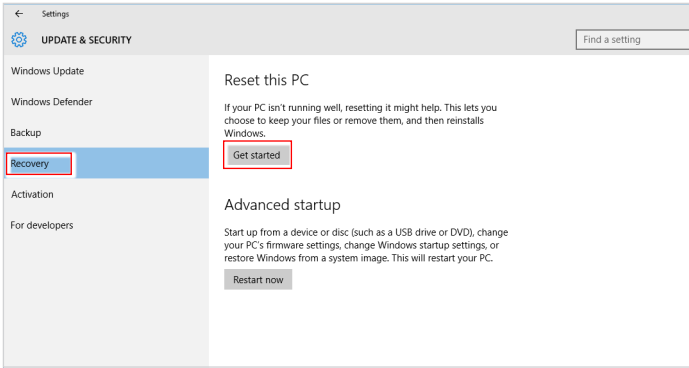 Settings
UPDATE & SECURITY
Find a setting
Windows Update
Windows Defender
Backup
Recovery
Activation
For developers
Reset this PC
If your PC isn't running well, resetting it might help. This lets you
choose to keep your files or remove them, and then reinstalls
Windows.
Get started
Advanced startup
Start up from a device or disc (such as a USB drive or DVD), change
your PC's firmware settings, change Windows startup settings, or
restore Windows from a system image. This will restart your PC.
Restart now